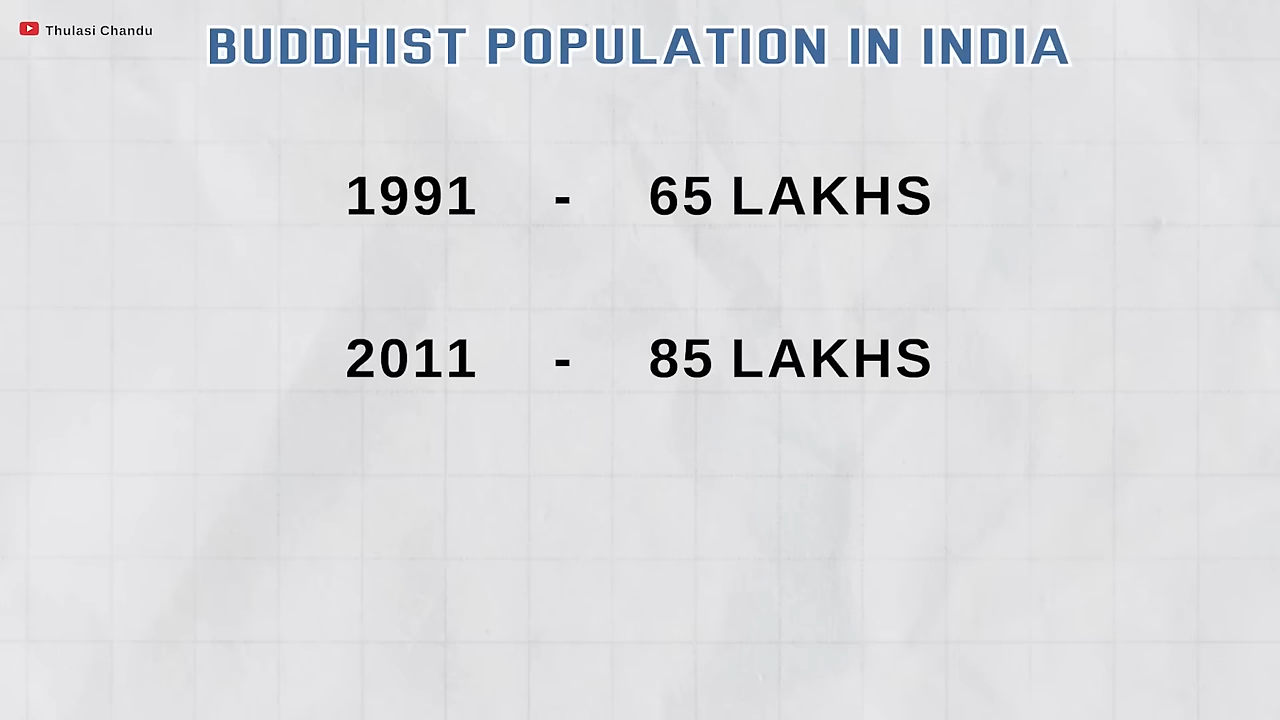 Thulasi Chandu
BUDDHIST POPULATION IN INDIA
1991 - 65 LAKHS
2011 - 85 LAKHS